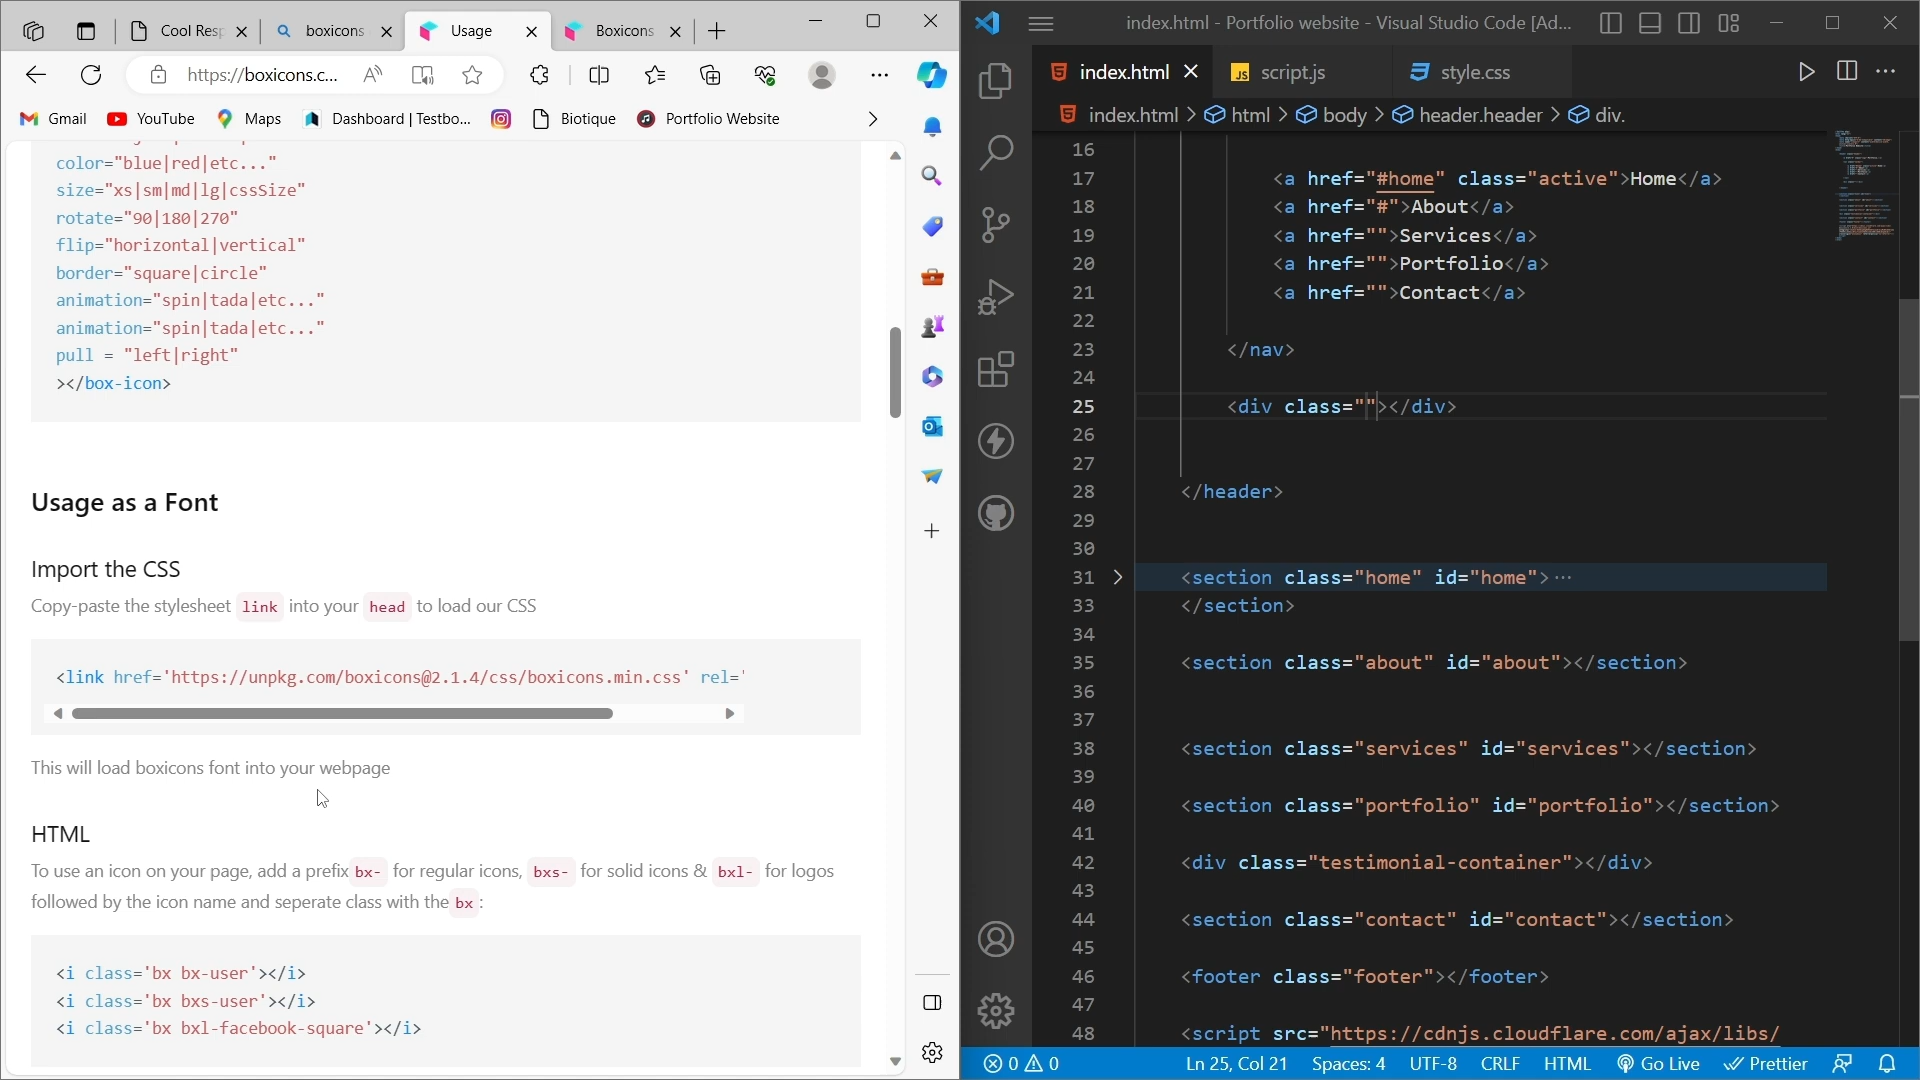 Cool Resp
boxicons
Usage
Boxicons
https://boxicons.c...
Gmail
YouTube
Maps
Dashboard | Testbo...
Biotique
Portfolio Website
color="blue|red|etc..."
size="xs|sm|md|lg|cssSize"
rotate="90|180|270"
flip="horizontal|vertical"
border="square|circle"
animation="spin|tada|etc..."
animation="spin|tada|etc..."
pull = "left|right"
></box-icon>
Usage as a Font
Import the CSS
Copy-paste the stylesheet link into your head to load our CSS
<link href='https://unpkg.com/boxicons@2.1.4/css/boxicons.min.css' rel='
This will load boxicons font into your webpage
HTML
To use an icon on your page, add a prefix bx- for regular icons, bxs- for solid icons & bxl- for logos
followed by the icon name and seperate class with the bx :
<i class='bx bx-user'></i>
<i class='bx bxs-user'></i>
<i class='bx bxl-facebook-square'></i>
index.html - Portfolio website - Visual Studio Code [Ad...
index.html
JS script.js
style.css
index.html > html > body > header.header > div.
16
17 <a href="#home" class="active">Home</a>
18 <a href="#">About</a>
19 <a href="">Services</a>
20 <a href="">Portfolio</a>
21 <a href="">Contact</a>
22
23 </nav>
24
25 <div class=""></div>
26
27
28 </header>
29
30
31 <section class="home" id="home">...
33 </section>
34
35 <section class="about" id="about"></section>
36
37
38 <section class="services" id="services"></section>
39
40 <section class="portfolio" id="portfolio"></section>
41
42 <div class="testimonial-container"></div>
43
44 <section class="contact" id="contact"></section>
45
46 <footer class="footer"></footer>
47
48 <script src="https://cdnjs.cloudflare.com/ajax/libs/
0 0
Ln 25, Col 21
Spaces: 4
UTF-8
CRLF
HTML
Go Live
Prettier